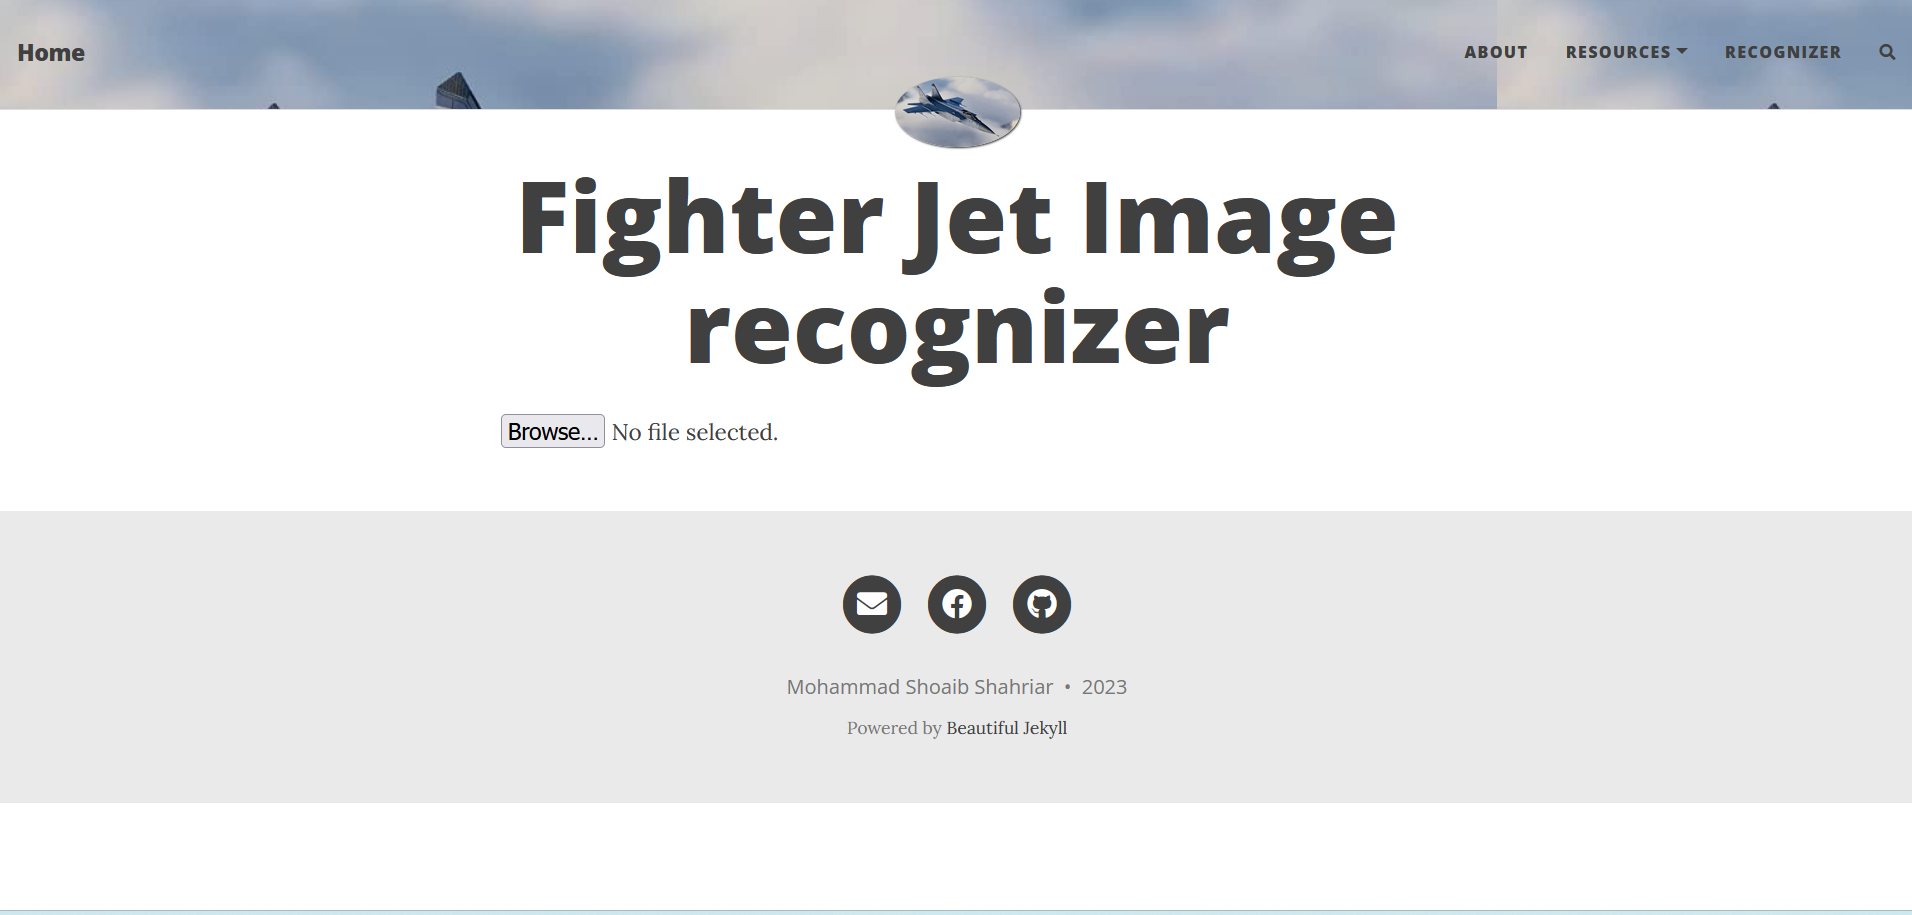 Home
ABOUT RESOURCES RECOGNIZER
Fighter Jet Image
recognizer
Browse... No file selected.
Mohammad Shoaib Shahriar • 2023
Powered by Beautiful Jekyll